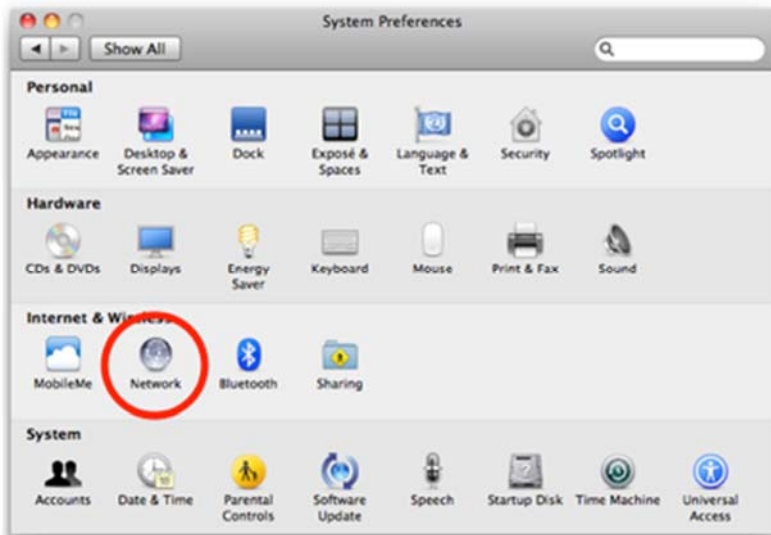 System Preferences
Show All
Personal
Appearance
Desktop &
Screen Saver
Dock
Exposé &
Spaces
Language &
Text
Security
Spotlight
Hardware
CDs & DVDs
Displays
Energy
Saver
Keyboard
Mouse
Print & Fax
Sound
Internet & Wireless
MobileMe
Network
Bluetooth
Sharing
System
Accounts
Date & Time
Parental
Controls
Software
Update
Speech
Startup Disk
Time Machine
Universal
Access